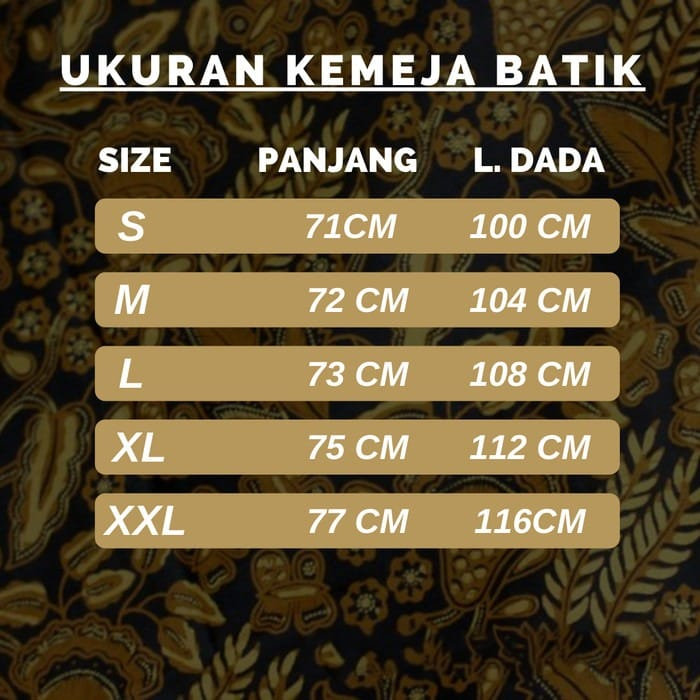 UKURAN KEMEJA BATIK
SIZE PANJANG L. DADA
S 71CM 100 CM
M 72 CM 104 CM
L 73 CM 108 CM
XL 75 CM 112 CM
XXL 77 CM 116CM